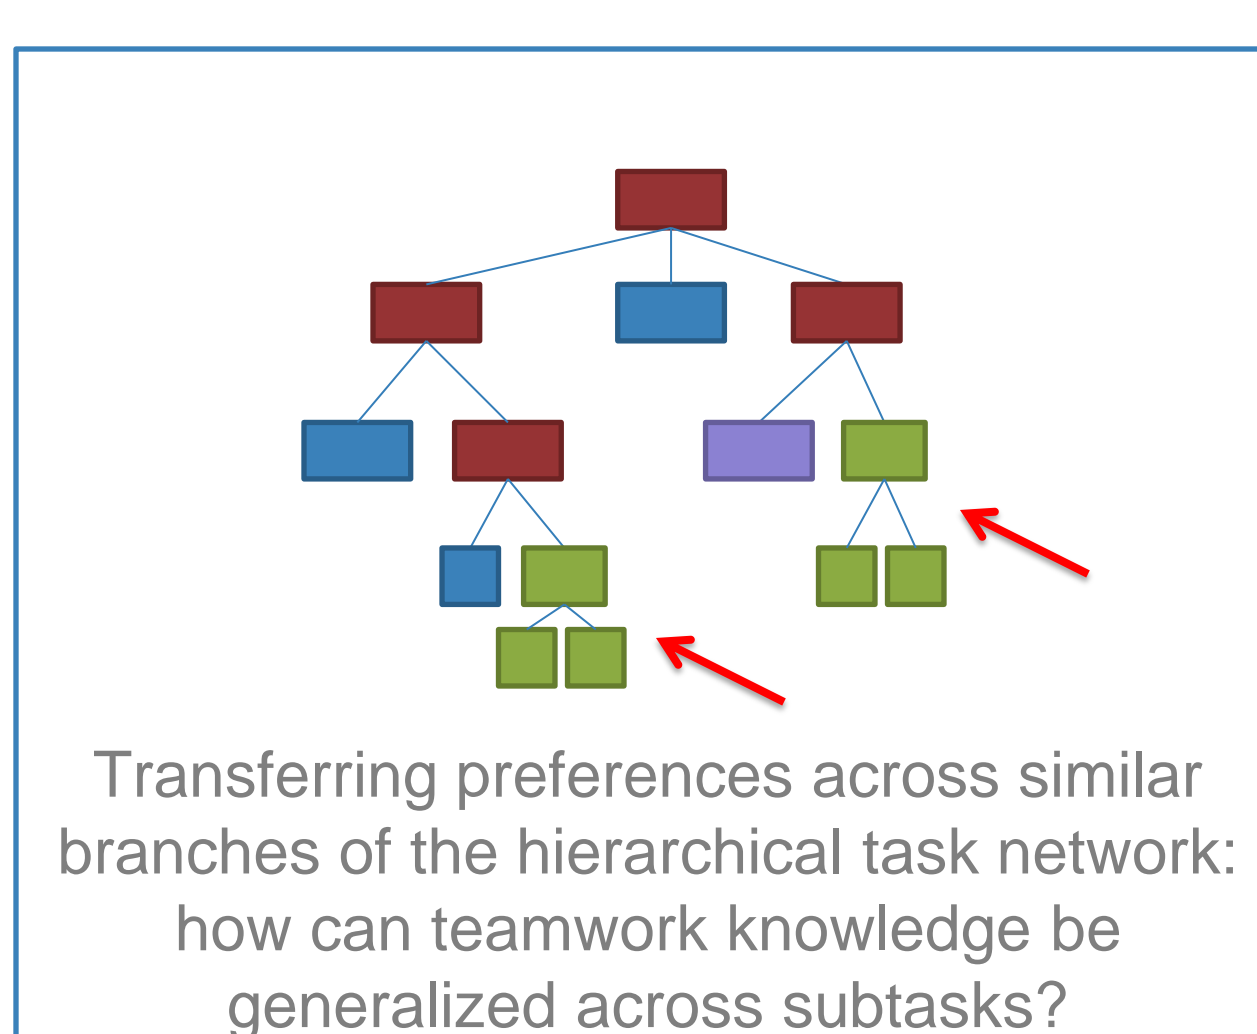 Transferring preferences across similar
branches of the hierarchical task network:
how can teamwork knowledge be
generalized across subtasks?